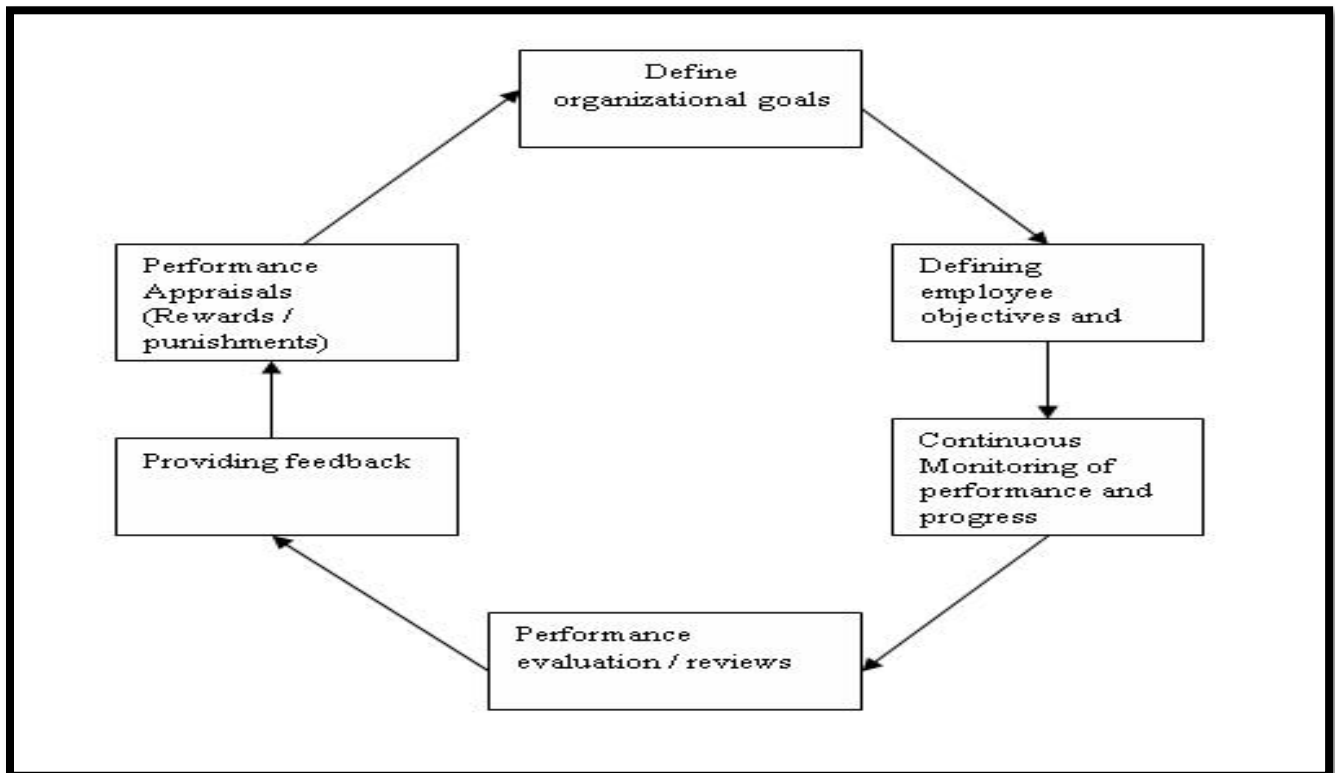 Define
organizational goals
Defining
employee
objectives and
Continuous
Monitoring of
performance and
progress
Performance
evaluation / reviews
Providing feedback
Performance
Appraisals
(Rewards /
punishments)